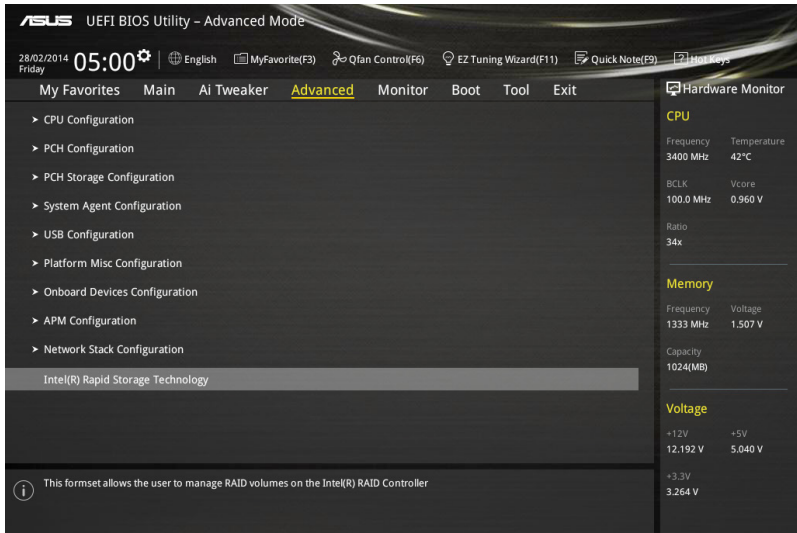 ASUS UEFI BIOS Utility – Advanced Mode
28/02/2014
Friday
05:00
English
MyFavorite(F3)
Qfan Control(F6)
EZ Tuning Wizard(F11)
Quick Note(F9)
? Hot Keys
My Favorites Main Ai Tweaker Advanced Monitor Boot Tool Exit
> CPU Configuration
> PCH Configuration
> PCH Storage Configuration
> System Agent Configuration
> USB Configuration
> Platform Misc Configuration
> Onboard Devices Configuration
> APM Configuration
> Network Stack Configuration
Intel(R) Rapid Storage Technology
i This formset allows the user to manage RAID volumes on the Intel(R) RAID Controller
Hardware Monitor
CPU
Frequency Temperature
3400 MHz 42°C
BCLK Vcore
100.0 MHz 0.960 V
Ratio
34x
Memory
Frequency Voltage
1333 MHz 1.507 V
Capacity
1024(MB)
Voltage
+12V +5V
12.192 V 5.040 V
+3.3V
3.264 V